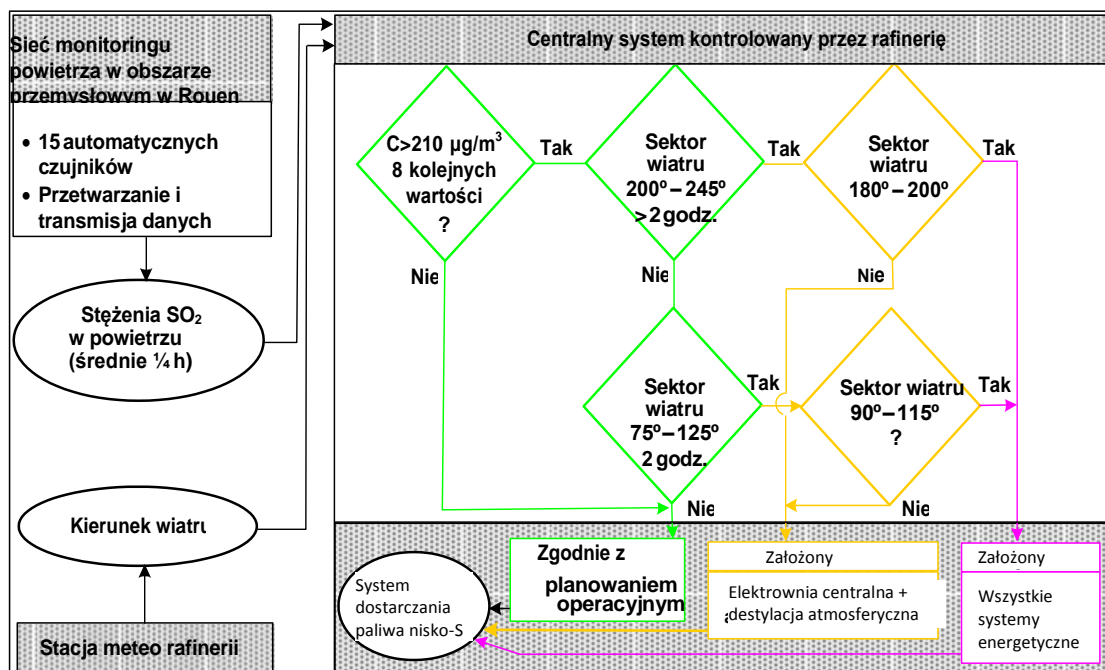 Sieć monitoringu
powietrza w obszarze
przemysłowym w Rouen
• 15 automatycznych
czujników
• Przetwarzanie i
transmisja danych
Stężenia SO₂
w powietrzu
(średnie ¼ h)
Kierunek wiatru
Stacja meteo rafinerii
Centralny system kontrolowany przez rafinerię
C>210 µg/m³
8 kolejnych
wartości
?
Tak
Nie
Sektor
wiatru
200º – 245º
> 2 godz.
Tak
Nie
Sektor
wiatru
180º – 200º
Tak
Nie
Sektor
wiatru
75º – 125º
2 godz.
Tak
Nie
Sektor wiatru
90º – 115º
?
Tak
Nie
System
dostarczania
paliwa nisko-S
Zgodnie z
planowaniem
operacyjnym
Założony
Elektrownia centralna +
destylacja atmosferyczna
Założony
Wszystkie
systemy
energetyczne